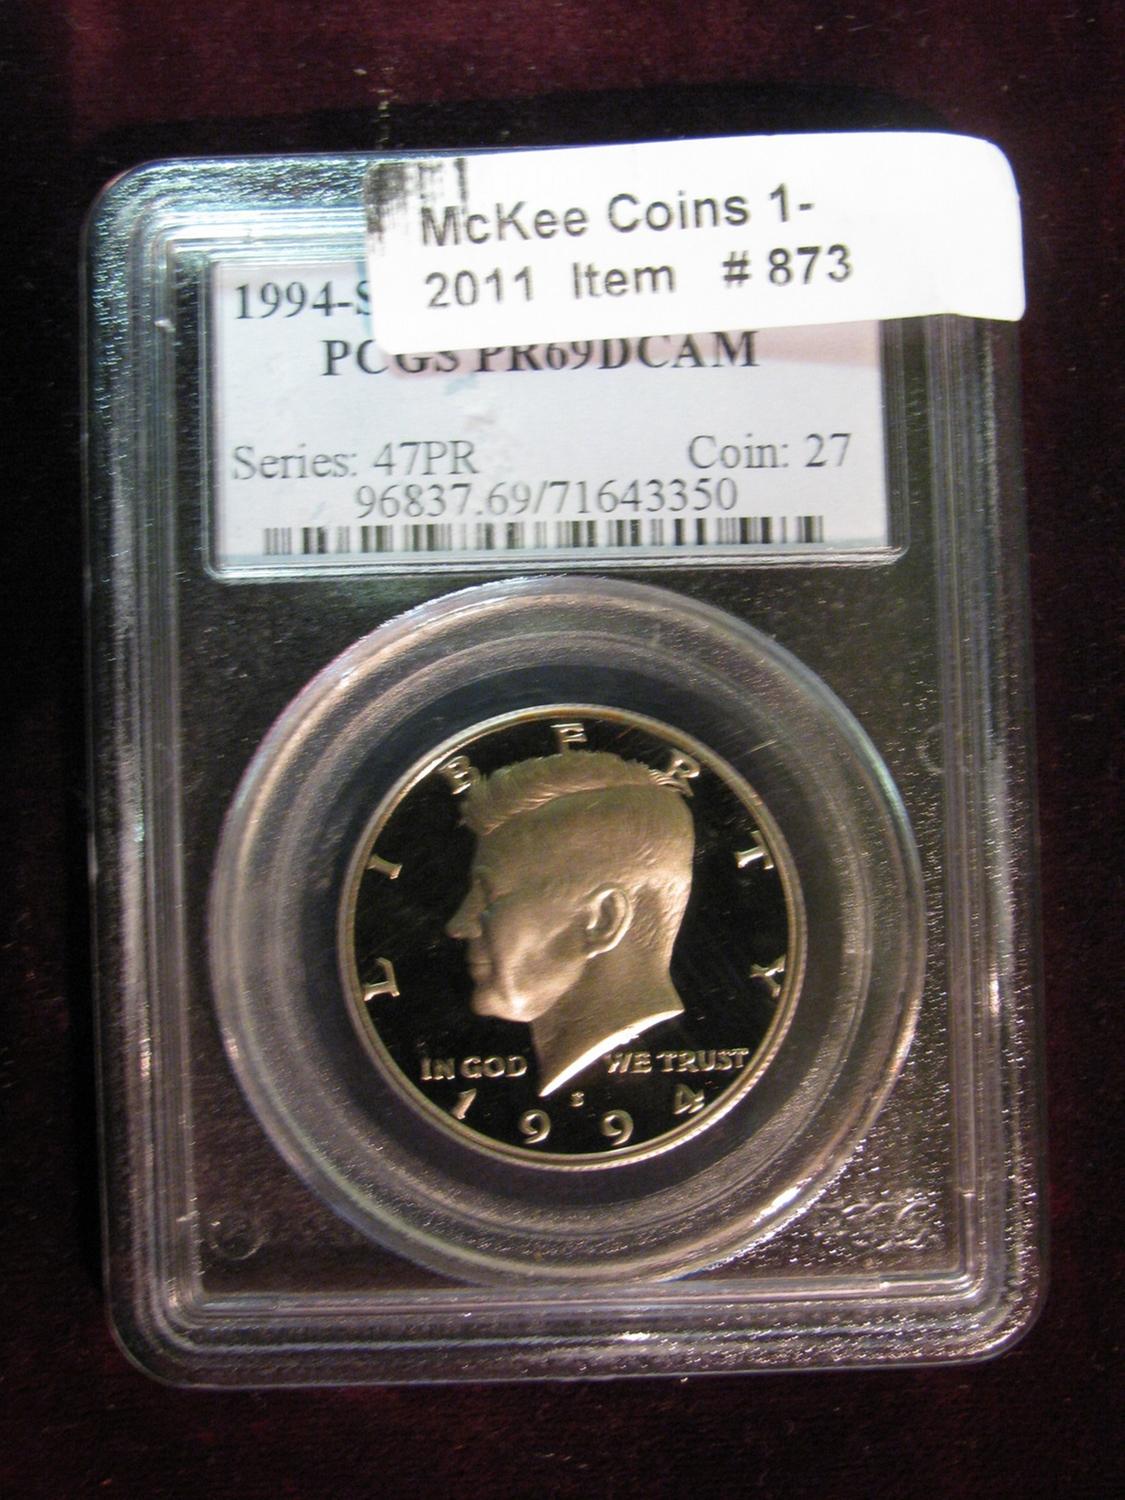 McKee Coins 1-
2011 Item # 873
1994-S
PCGS PR69DCAM
Series: 47PR Coin: 27
96837.69/71643350
LIBERTY
IN GOD WE TRUST
S
1994